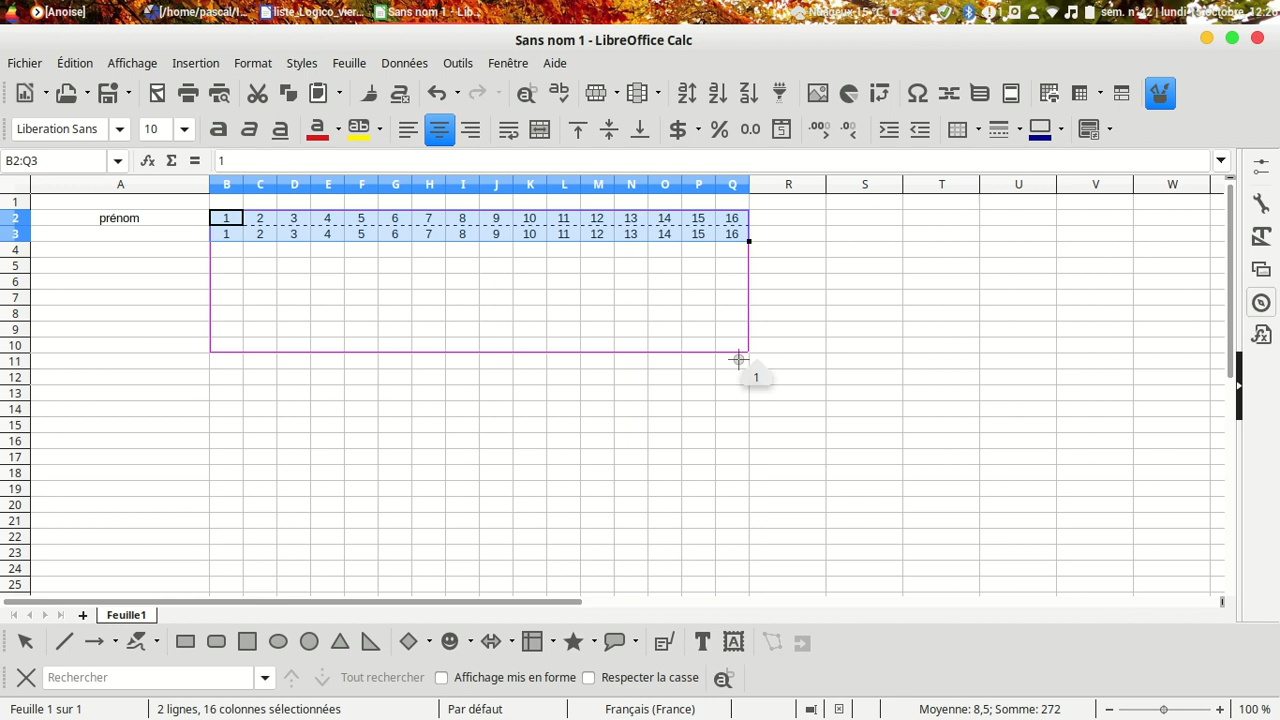 [Anoise]
[/home/pascal/l...
liste_Logico_vier...
Sans nom 1 - Lib...
Nuageux 15 °C
sem. n°42 | lundi
Sans nom 1 - LibreOffice Calc
Fichier Édition Affichage Insertion Format Styles Feuille Données Outils Fenêtre Aide
Liberation Sans 10
B2:Q3 1
A B C D E F G H I J K L M N O P Q R S T U V W
1
2 prénom 1 2 3 4 5 6 7 8 9 10 11 12 13 14 15 16
3 1 2 3 4 5 6 7 8 9 10 11 12 13 14 15 16
4
5
6
7
8
9
10
11
12
1
13
14
15
16
17
18
19
20
21
22
23
24
25
Feuille1
Rechercher Tout rechercher Affichage mis en forme Respecter la casse
Feuille 1 sur 1 2 lignes, 16 colonnes sélectionnées Par défaut Français (France) Moyenne: 8,5; Somme: 272 100 %